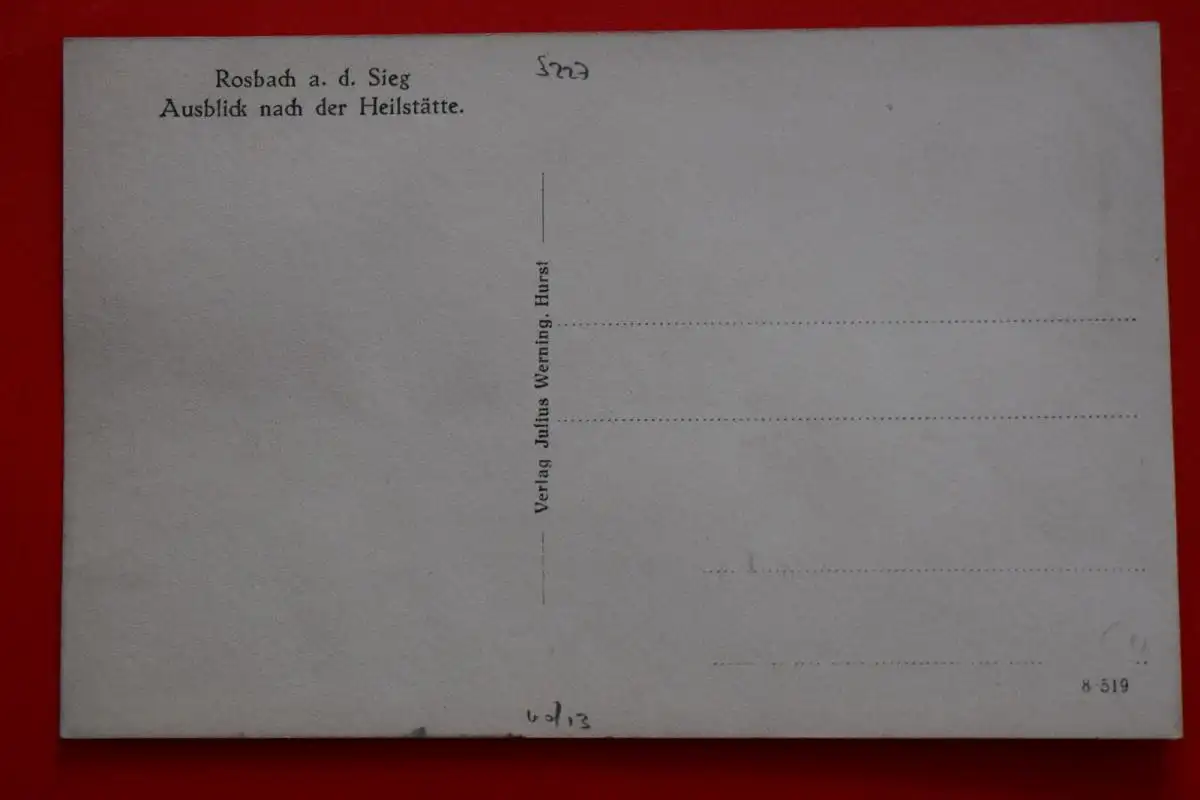 Rosbach a. d. Sieg
Ausblick nach der Heilstätte.
5227
Verlag Julius Werning, Hurst
8-519
40/13